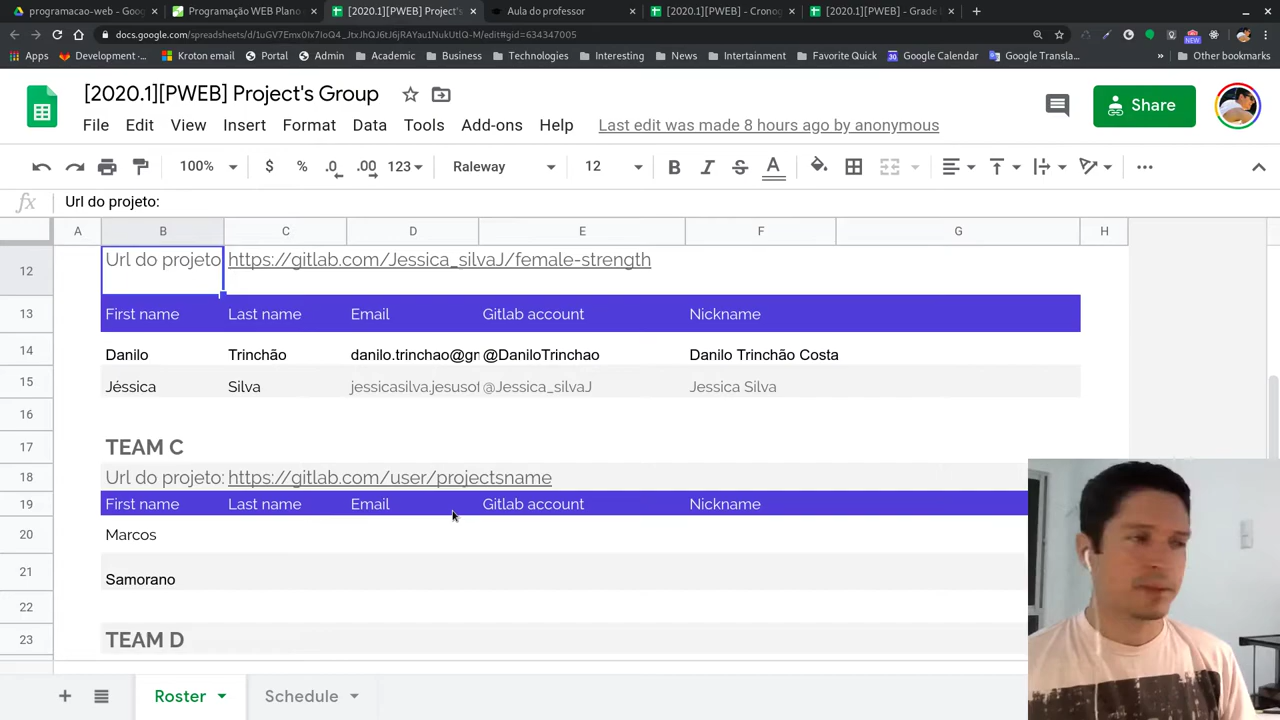 programacao-web - Goog
Programação WEB Plano
[2020.1][PWEB] Project's
Aula do professor
[2020.1][PWEB] - Crono
[2020.1][PWEB] - Grade
Apps
Development -
Kroton email
Portal
Admin
Academic
Business
Education
Technologies
Interesting
News
Intertainment
Favorite Quick
Google Calendar
Google Transla...
Other bookmarks
[2020.1][PWEB] Project's Group
Share
File Edit View Insert Format Data Tools Add-ons Help Last edit was made 8 hours ago by anonymous
100% $ % .0 .00 123 Raleway 12 B I S A
fx Url do projeto:
A B C D E F G H
12 Url do projeto https://gitlab.com/Jessica_silvaJ/female-strength
13 First name Last name Email Gitlab account Nickname
14 Danilo Trinchão danilo.trinchao@gr @DaniloTrinchao Danilo Trinchão Costa
15 Jéssica Silva jessicasilva.jesusof @Jessica_silvaJ Jessica Silva
16
17 TEAM C
18 Url do projeto: https://gitlab.com/user/projectsname
19 First name Last name Email Gitlab account Nickname
20 Marcos
21 Samorano
22
23 TEAM D
Roster Schedule